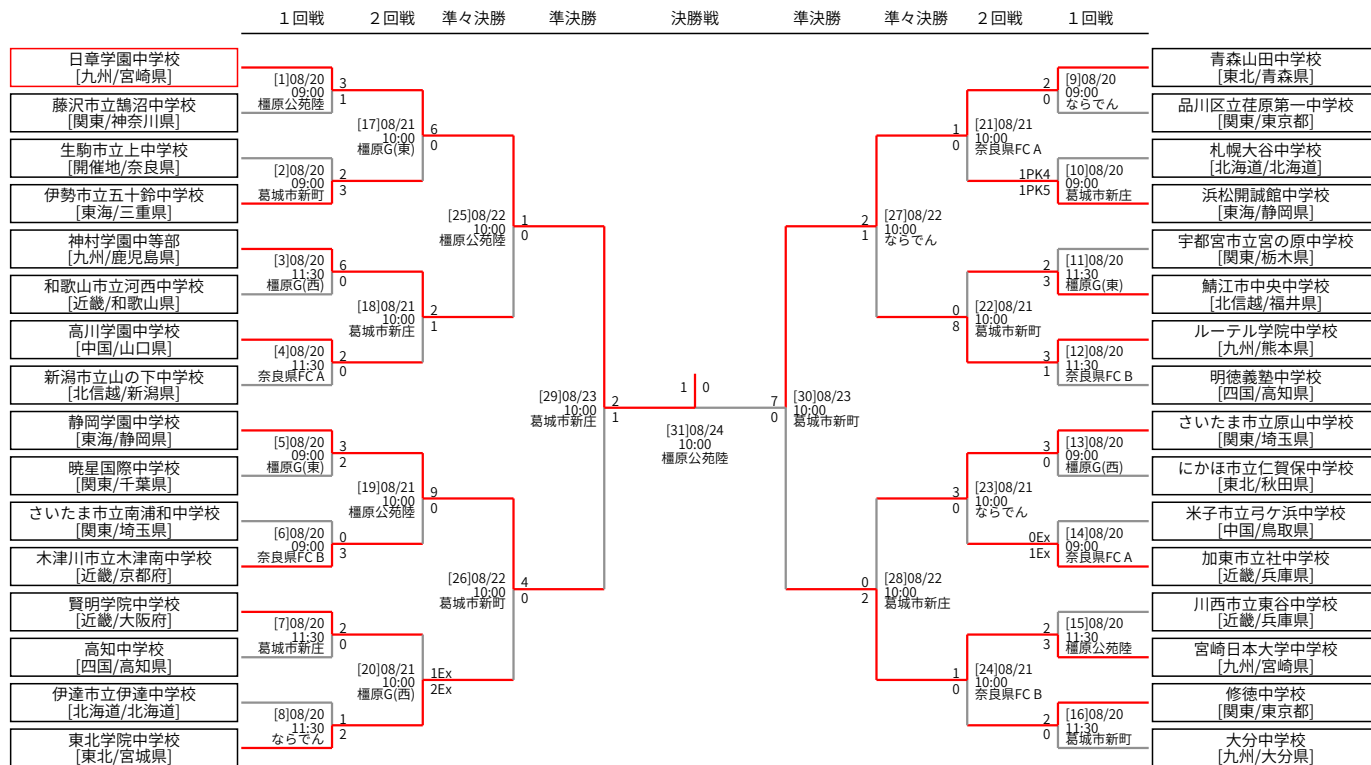 １回戦
２回戦
準々決勝
準決勝
決勝戦
準決勝
準々決勝
２回戦
１回戦
日章学園中学校
[九州/宮崎県]
藤沢市立鵠沼中学校
[関東/神奈川県]
生駒市立上中学校
[開催地/奈良県]
伊勢市立五十鈴中学校
[東海/三重県]
神村学園中等部
[九州/鹿児島県]
和歌山市立河西中学校
[近畿/和歌山県]
高川学園中学校
[中国/山口県]
新潟市立山の下中学校
[北信越/新潟県]
静岡学園中学校
[東海/静岡県]
暁星国際中学校
[関東/千葉県]
さいたま市立南浦和中学校
[関東/埼玉県]
木津川市立木津南中学校
[近畿/京都府]
賢明学院中学校
[近畿/大阪府]
高知中学校
[四国/高知県]
伊達市立伊達中学校
[北海道/北海道]
東北学院中学校
[東北/宮城県]
[1]08/20
09:00
橿原公苑陸
3
1
[2]08/20
09:00
葛城市新町
2
3
[3]08/20
11:30
橿原G(西)
6
0
[4]08/20
11:30
奈良県FC A
2
0
[5]08/20
09:00
橿原G(東)
3
2
[6]08/20
09:00
奈良県FC B
0
3
[7]08/20
11:30
葛城市新庄
2
0
[8]08/20
11:30
ならでん
1
2
[17]08/21
10:00
橿原G(東)
6
0
[18]08/21
10:00
葛城市新庄
2
1
[19]08/21
10:00
橿原公苑陸
9
0
[20]08/21
10:00
橿原G(西)
1Ex
2Ex
[25]08/22
10:00
橿原公苑陸
1
0
[26]08/22
10:00
葛城市新町
4
0
[29]08/23
10:00
葛城市新庄
2
1
1
0
[31]08/24
10:00
橿原公苑陸
7
0
[30]08/23
10:00
葛城市新町
2
1
[27]08/22
10:00
ならでん
0
2
[28]08/22
10:00
葛城市新庄
1
0
[21]08/21
10:00
奈良県FC A
0
8
[22]08/21
10:00
葛城市新町
3
0
[23]08/21
10:00
ならでん
1
0
[24]08/21
10:00
奈良県FC B
2
0
[9]08/20
09:00
ならでん
1PK4
1PK5
[10]08/20
09:00
葛城市新庄
2
3
[11]08/20
11:30
橿原G(東)
3
1
[12]08/20
11:30
奈良県FC B
3
0
[13]08/20
09:00
橿原G(西)
0Ex
1Ex
[14]08/20
09:00
奈良県FC A
2
3
[15]08/20
11:30
橿原公苑陸
2
0
[16]08/20
11:30
葛城市新町
青森山田中学校
[東北/青森県]
品川区立荏原第一中学校
[関東/東京都]
札幌大谷中学校
[北海道/北海道]
浜松開誠館中学校
[東海/静岡県]
宇都宮市立宮の原中学校
[関東/栃木県]
鯖江市中央中学校
[北信越/福井県]
ルーテル学院中学校
[九州/熊本県]
明徳義塾中学校
[四国/高知県]
さいたま市立原山中学校
[関東/埼玉県]
にかほ市立仁賀保中学校
[東北/秋田県]
米子市立弓ケ浜中学校
[中国/鳥取県]
加東市立社中学校
[近畿/兵庫県]
川西市立東谷中学校
[近畿/兵庫県]
宮崎日本大学中学校
[九州/宮崎県]
修徳中学校
[関東/東京都]
大分中学校
[九州/大分県]